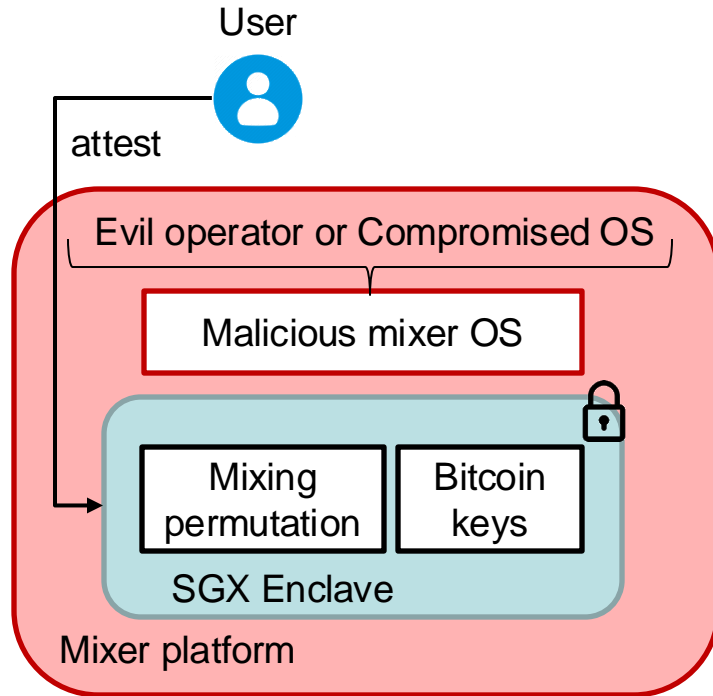 User
attest
Evil operator or Compromised OS
Malicious mixer OS
Mixing
permutation
Bitcoin
keys
SGX Enclave
Mixer platform